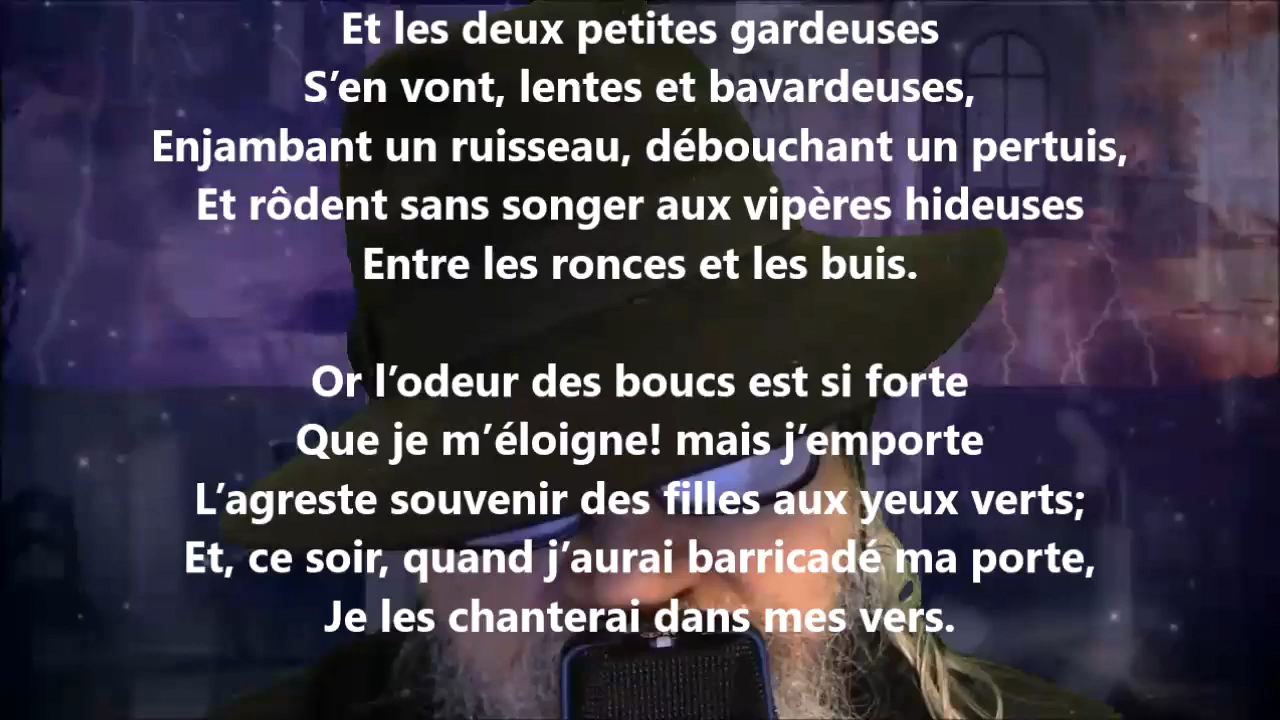 Et les deux petites gardeuses
S’en vont, lentes et bavardeuses,
Enjambant un ruisseau, débouchant un pertuis,
Et rôdent sans songer aux vipères hideuses
Entre les ronces et les buis.
Or l’odeur des boucs est si forte
Que je m’éloigne! mais j’emporte
L’agreste souvenir des filles aux yeux verts;
Et, ce soir, quand j’aurai barricadé ma porte,
Je les chanterai dans mes vers.